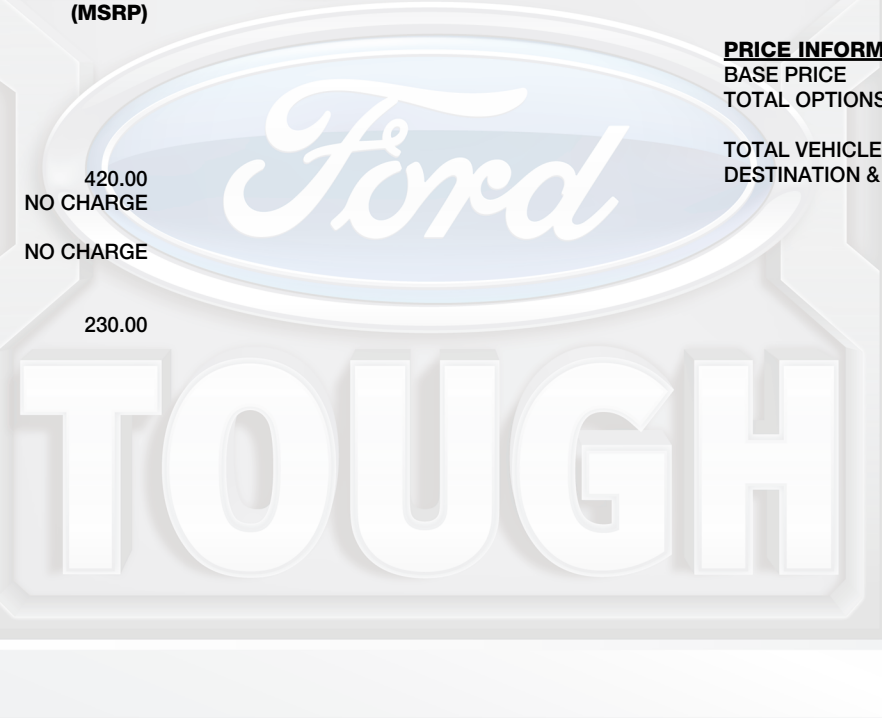 (MSRP)
420.00
NO CHARGE
NO CHARGE
230.00
PRICE INFORM
BASE PRICE
TOTAL OPTIONS
TOTAL VEHICLE
DESTINATION &
Ford
TOUGH